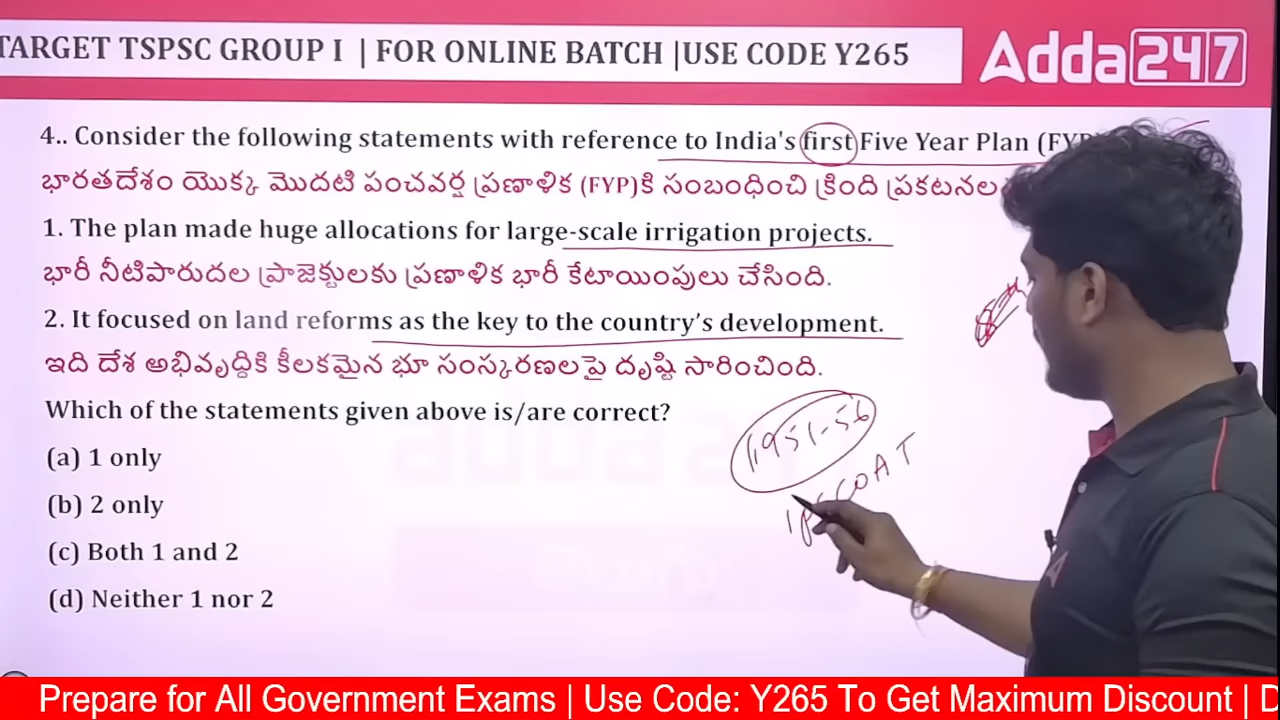 TARGET TSPSC GROUP I | FOR ONLINE BATCH |USE CODE Y265
Adda247
4.. Consider the following statements with reference to India's first Five Year Plan (FYP
భారతదేశం యొక్క మొదటి పంచవర్ష ప్రణాళిక (FYP)కి సంబంధించి క్రింది ప్రకటనల
1. The plan made huge allocations for large-scale irrigation projects.
భారీ నీటిపారుదల ప్రాజెక్టులకు ప్రణాళిక భారీ కేటాయింపులు చేసింది.
2. It focused on land reforms as the key to the country’s development.
ఇది దేశ అభివృద్ధికి కీలకమైన భూ సంస్కరణలపై దృష్టి సారించింది.
Which of the statements given above is/are correct?
1951-56
(a) 1 only
(b) 2 only
(c) Both 1 and 2
(d) Neither 1 nor 2
Prepare for All Government Exams | Use Code: Y265 To Get Maximum Discount | D